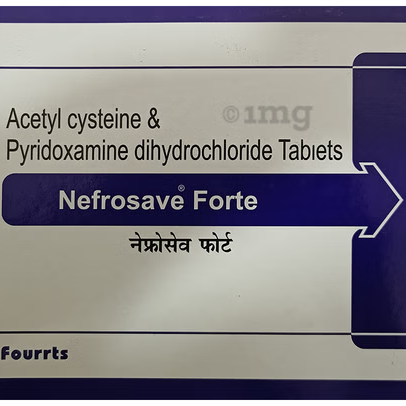 ©1mg
Acetyl cysteine &
Pyridoxamine dihydrochloride Tablets
Nefrosave® Forte
नेफ्रोसेव फोर्ट
Fourrts